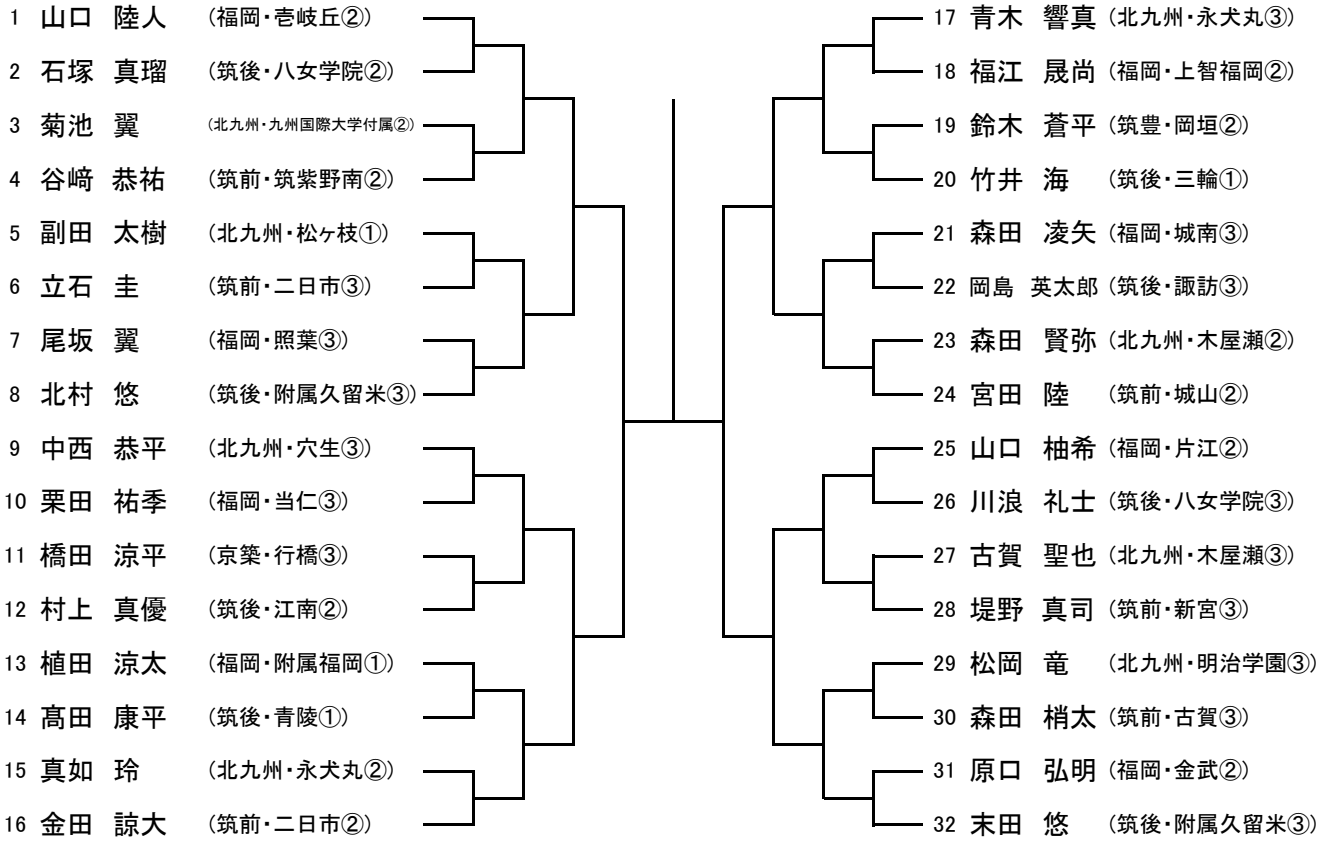 1 山口 陸人 (福岡・壱岐丘②)
2 石塚 真瑠 (筑後・八女学院②)
3 菊池 翼 (北九州・九州国際大学付属②)
4 谷﨑 恭祐 (筑前・筑紫野南②)
5 副田 太樹 (北九州・松ヶ枝①)
6 立石 圭 (筑前・二日市③)
7 尾坂 翼 (福岡・照葉③)
8 北村 悠 (筑後・附属久留米③)
9 中西 恭平 (北九州・穴生③)
10 栗田 祐季 (福岡・当仁③)
11 橋田 涼平 (京築・行橋③)
12 村上 真優 (筑後・江南②)
13 植田 涼太 (福岡・附属福岡①)
14 髙田 康平 (筑後・青陵①)
15 真如 玲 (北九州・永犬丸②)
16 金田 諒大 (筑前・二日市②)
17 青木 響真 (北九州・永犬丸③)
18 福江 晟尚 (福岡・上智福岡②)
19 鈴木 蒼平 (筑豊・岡垣②)
20 竹井 海 (筑後・三輪①)
21 森田 凌矢 (福岡・城南③)
22 岡島 英太郎 (筑後・諏訪③)
23 森田 賢弥 (北九州・木屋瀬②)
24 宮田 陸 (筑前・城山②)
25 山口 柚希 (福岡・片江②)
26 川浪 礼士 (筑後・八女学院③)
27 古賀 聖也 (北九州・木屋瀬③)
28 堤野 真司 (筑前・新宮③)
29 松岡 竜 (北九州・明治学園③)
30 森田 梢太 (筑前・古賀③)
31 原口 弘明 (福岡・金武②)
32 末田 悠 (筑後・附属久留米③)